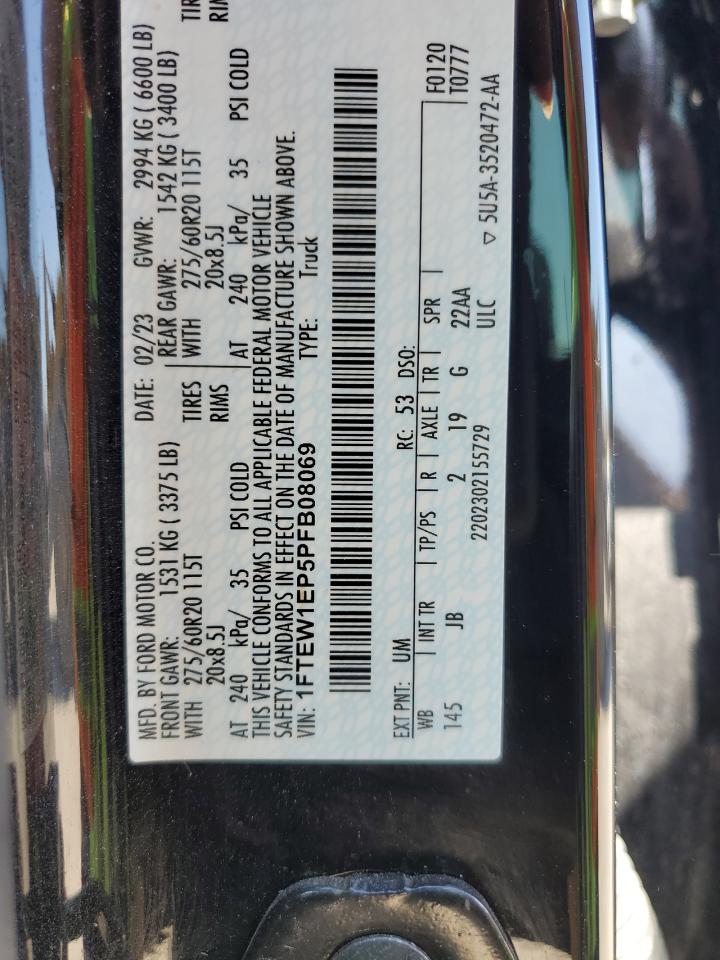 MFD. BY FORD MOTOR CO. DATE: 02/23 GVWR: 2994 KG ( 6600 LB)
FRONT GAWR: 1531 KG ( 3375 LB) REAR GAWR: 1542 KG ( 3400 LB)
WITH 275/60R20 115T TIRES WITH 275/60R20 115T TIR
20x8.5J RIMS 20x8.5J RIM
AT 240 kPa/ 35 PSI COLD AT 240 kPa/ 35 PSI COLD
THIS VEHICLE CONFORMS TO ALL APPLICABLE FEDERAL MOTOR VEHICLE
SAFETY STANDARDS IN EFFECT ON THE DATE OF MANUFACTURE SHOWN ABOVE.
VIN: 1FTEW1EP5PFB08069 TYPE: Truck
EXT PNT: UM RC: 53 DSO: F0120
WB INT TR TP/PS R AXLE TR SPR T0777
145 JB 2 19 G 22AA
2202302155729 ULC ▽ 5U5A-3520472-AA